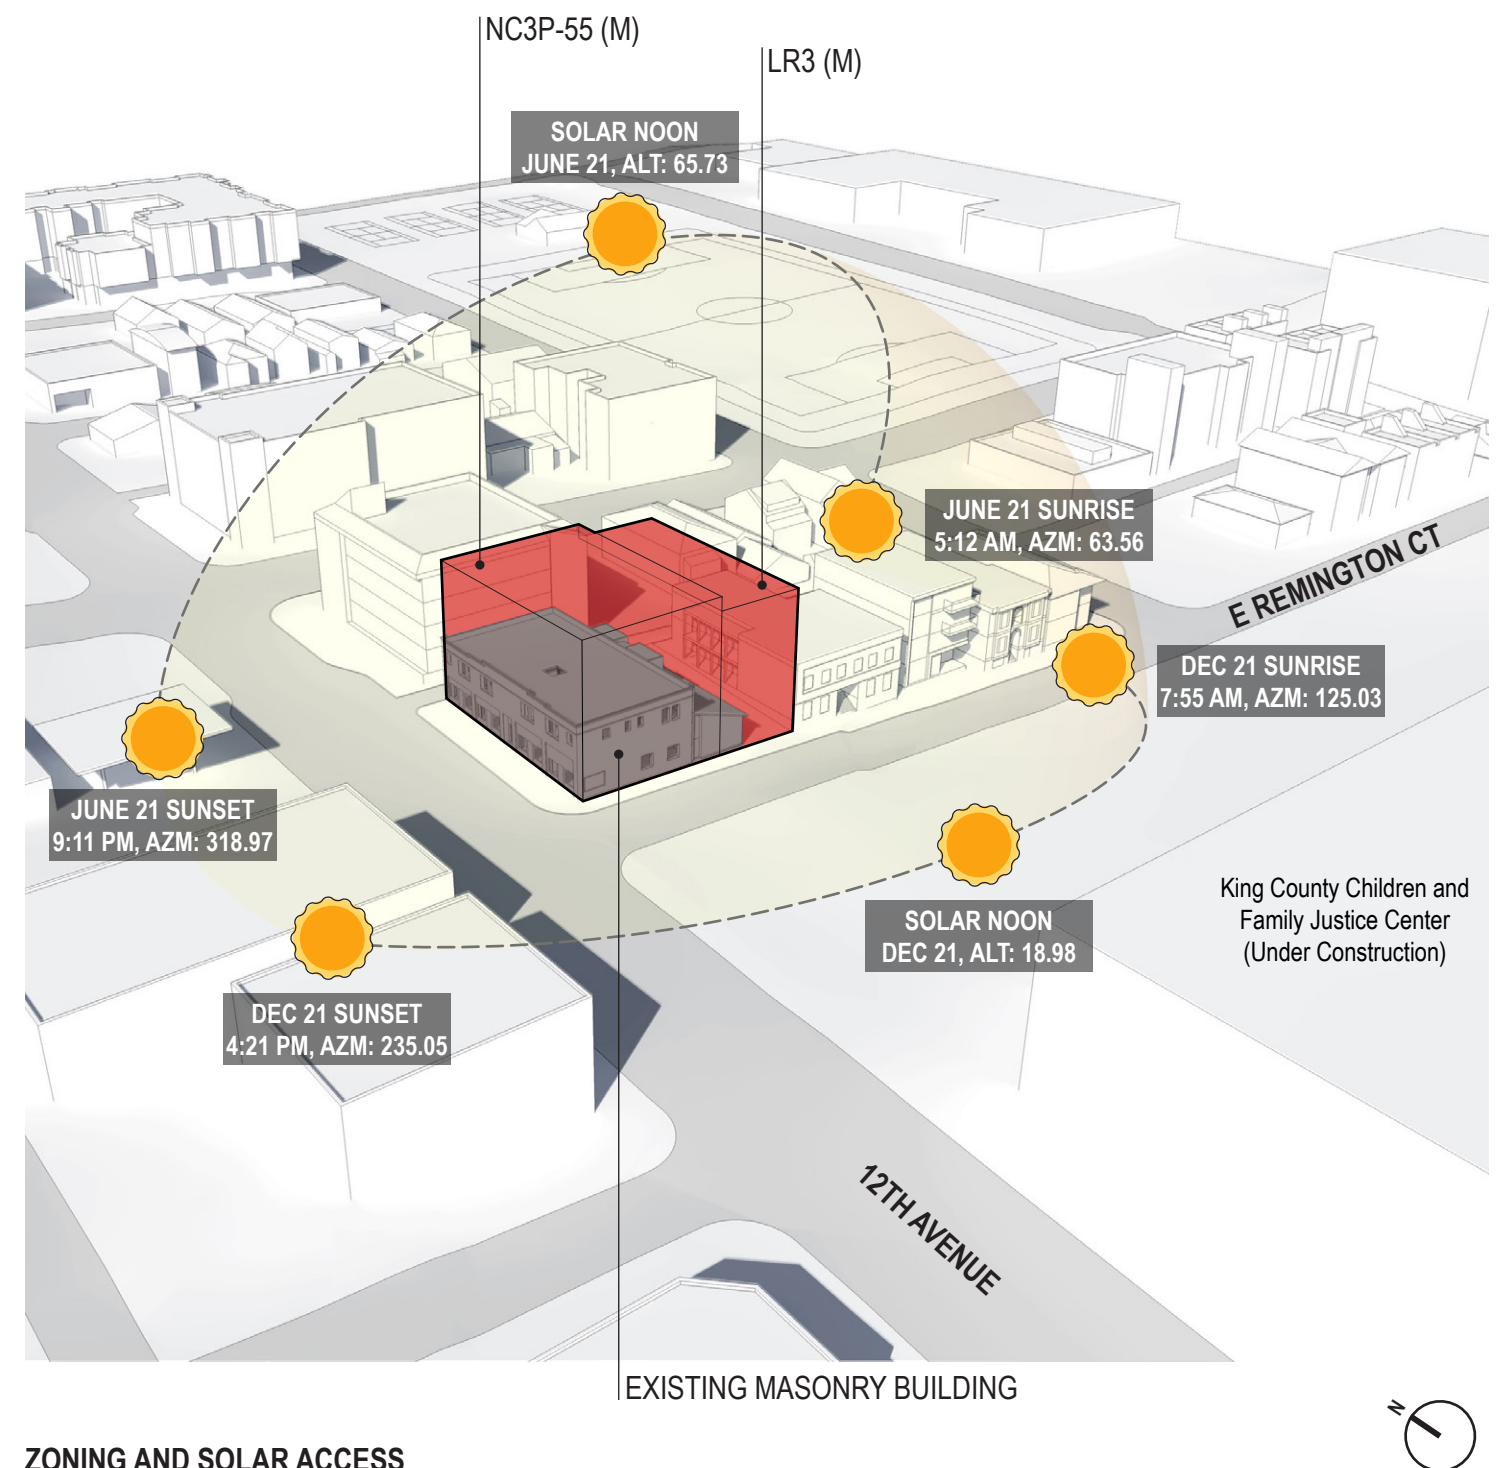 NC3P-55 (M)
LR3 (M)
SOLAR NOON
JUNE 21, ALT: 65.73
JUNE 21 SUNRISE
5:12 AM, AZM: 63.56
E REMINGTON CT
DEC 21 SUNRISE
7:55 AM, AZM: 125.03
JUNE 21 SUNSET
9:11 PM, AZM: 318.97
King County Children and
Family Justice Center
(Under Construction)
SOLAR NOON
DEC 21, ALT: 18.98
DEC 21 SUNSET
4:21 PM, AZM: 235.05
12TH AVENUE
EXISTING MASONRY BUILDING
N
ZONING AND SOLAR ACCESS